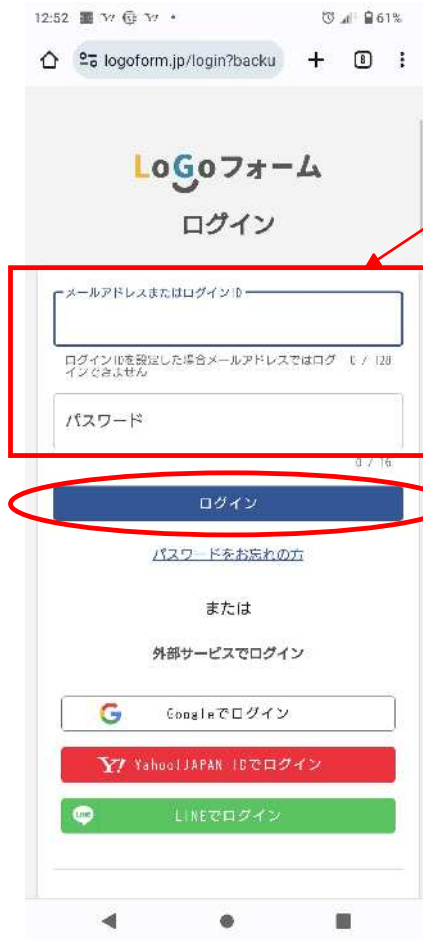 12:52
61%
logoform.jp/login?backu
8
LoGoフォーム
ログイン
メールアドレスまたはログインID
ログインIDを設定した場合メールアドレスではログ 0 / 128
インできません
パスワード
0 / 16
ログイン
パスワードをお忘れの方
または
外部サービスでログイン
Googleでログイン
Y! Yahoo!JAPAN IDでログイン
LINE LINEでログイン